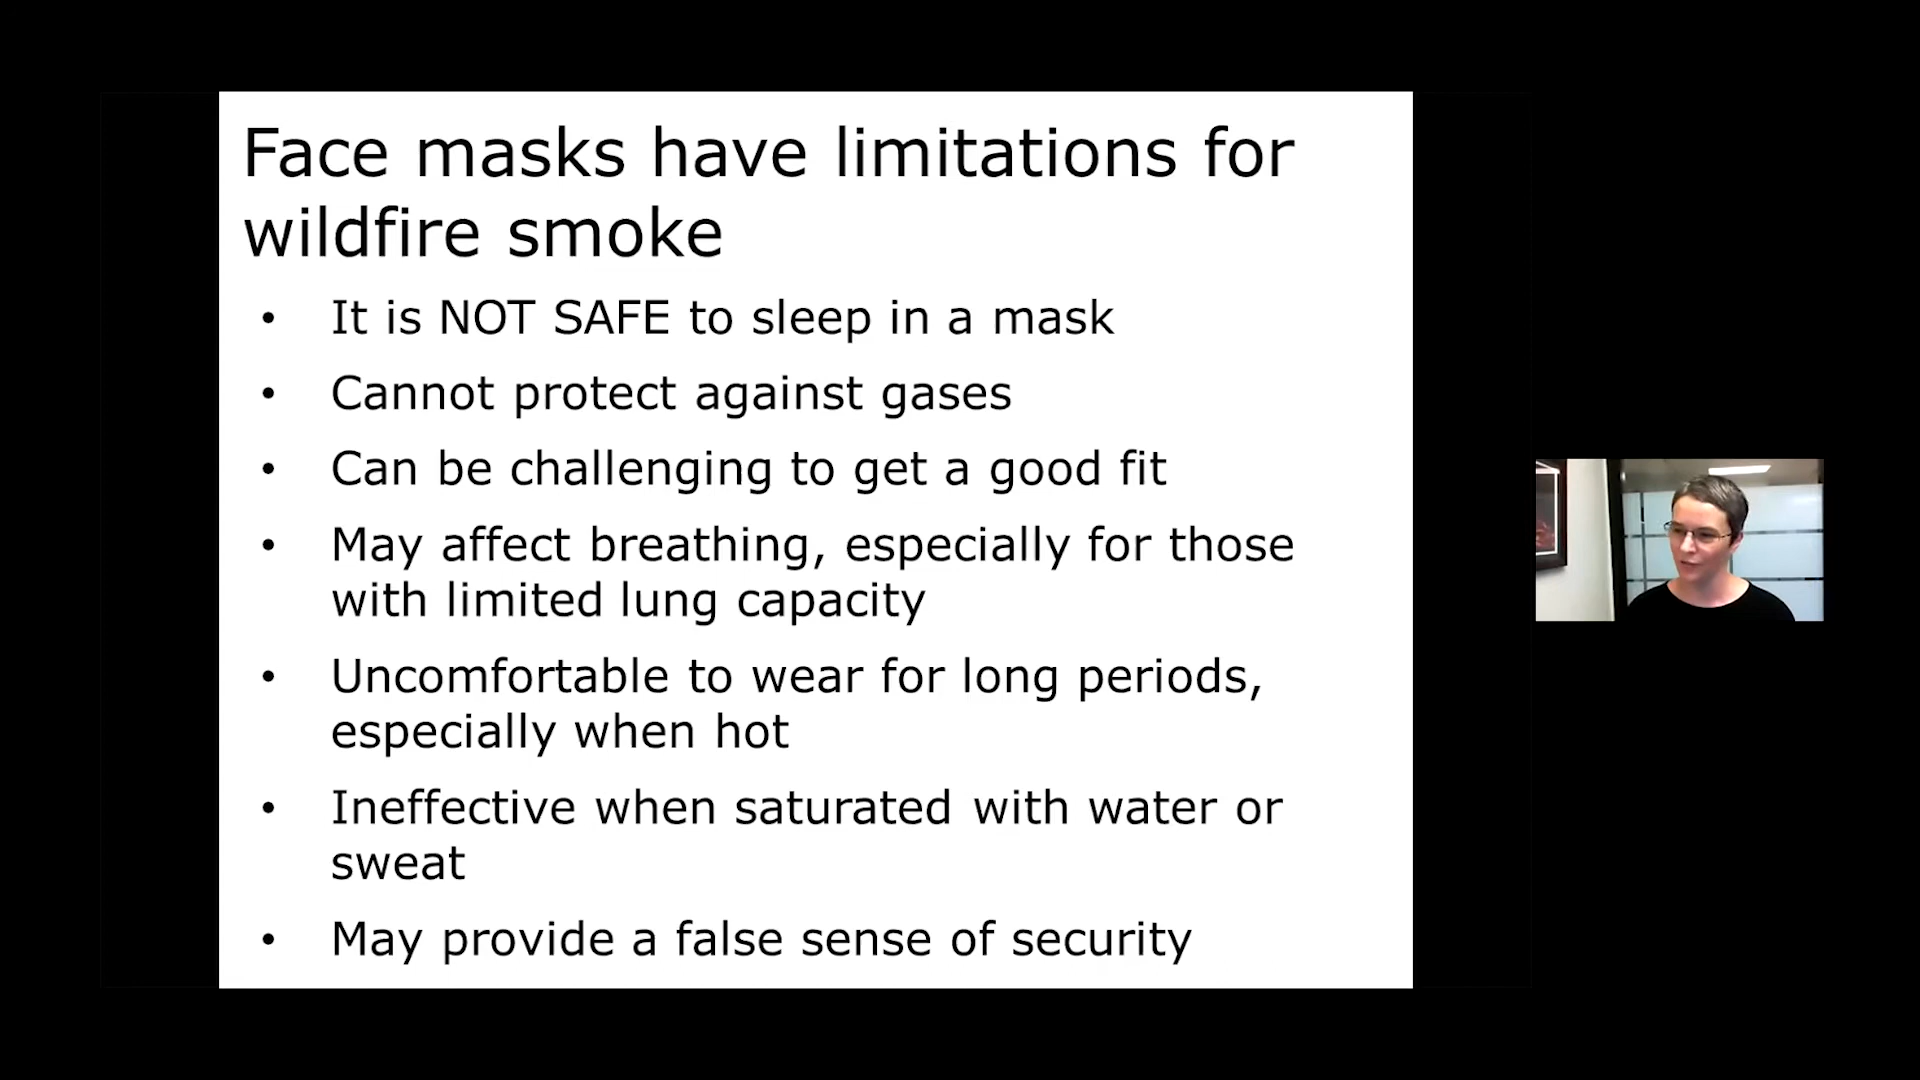 Face masks have limitations for
wildfire smoke
• It is NOT SAFE to sleep in a mask
• Cannot protect against gases
• Can be challenging to get a good fit
• May affect breathing, especially for those
with limited lung capacity
• Uncomfortable to wear for long periods,
especially when hot
• Ineffective when saturated with water or
sweat
• May provide a false sense of security